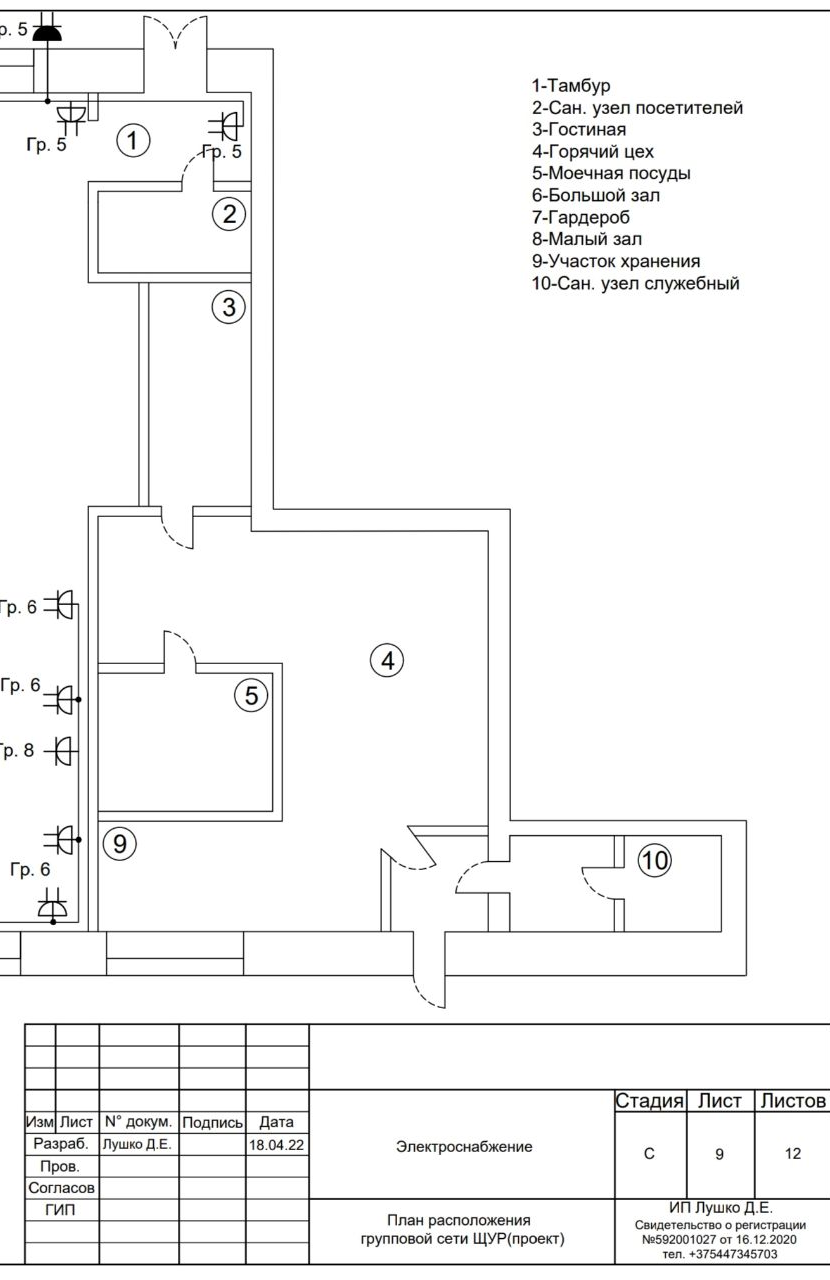 Гр. 5
1-Тамбур
2-Сан. узел посетителей
3-Гостиная
4-Горячий цех
5-Моечная посуды
6-Большой зал
7-Гардероб
8-Малый зал
9-Участок хранения
10-Сан. узел служебный
Гр. 5
1
Гр. 5
2
3
Гр. 6
4
Гр. 6
5
Гр. 8
9
10
Гр. 6
Стадия Лист Листов
Изм Лист N° докум. Подпись Дата
Разраб. Лушко Д.Е. 18.04.22
Электроснабжение
С 9 12
Пров.
Согласов
ГИП
План расположения
групповой сети ЩУР(проект)
ИП Лушко Д.Е.
Свидетельство о регистрации
№592001027 от 16.12.2020
тел. +375447345703